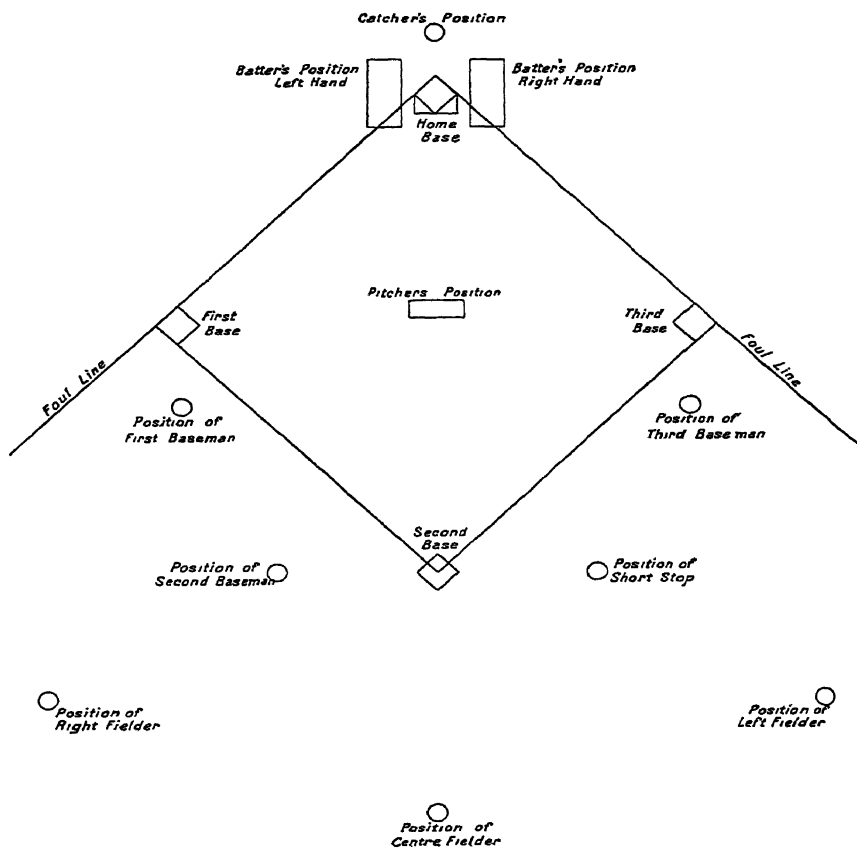 Catcher's Position
Batter's Position
Left Hand
Batter's Position
Right Hand
Home
Base
Pitchers Position
First
Base
Third
Base
Foul Line
Foul Line
Position of
First Baseman
Position of
Third Baseman
Second
Base
Position of
Second Baseman
Position of
Short Stop
Position of
Right Fielder
Position of
Left Fielder
Position of
Centre Fielder